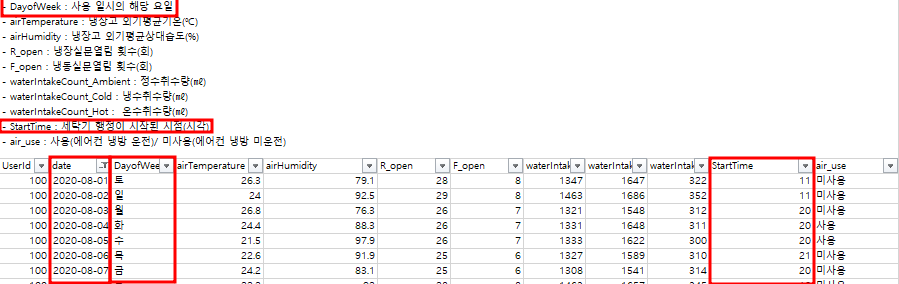 - DayofWeek : 사용 일시의 해당 요일
- airTemperature : 냉장고 외기평균기온(℃)
- airHumidity : 냉장고 외기평균상대습도(%)
- R_open : 냉장실문열림 횟수(회)
- F_open : 냉동실문열림 횟수(회)
- waterIntakeCount_Ambient : 정수취수량(㎖)
- waterIntakeCount_Cold : 냉수취수량(㎖)
- waterIntakeCount_Hot : 온수취수량(㎖)
- StartTime : 세탁기 행정이 시작된 시점(시각)
- air_use : 사용(에어컨 냉방 운전)/ 미사용(에어컨 냉방 미운전)
UserId date DayofWee airTemperature airHumidity R_open F_open waterIntak waterIntak waterIntak StartTime air_use
100 2020-08-01 토 26.3 79.1 28 8 1347 1647 322 11 미사용
100 2020-08-02 일 24 92.5 29 8 1463 1686 352 11 미사용
100 2020-08-03 월 26.8 76.3 26 7 1321 1548 312 20 미사용
100 2020-08-04 화 24.4 88.3 26 7 1331 1648 311 20 사용
100 2020-08-05 수 21.5 97.9 26 7 1333 1622 300 20 사용
100 2020-08-06 목 22.6 91.9 25 6 1327 1589 310 21 미사용
100 2020-08-07 금 24.2 83.1 25 6 1308 1541 314 20 미사용